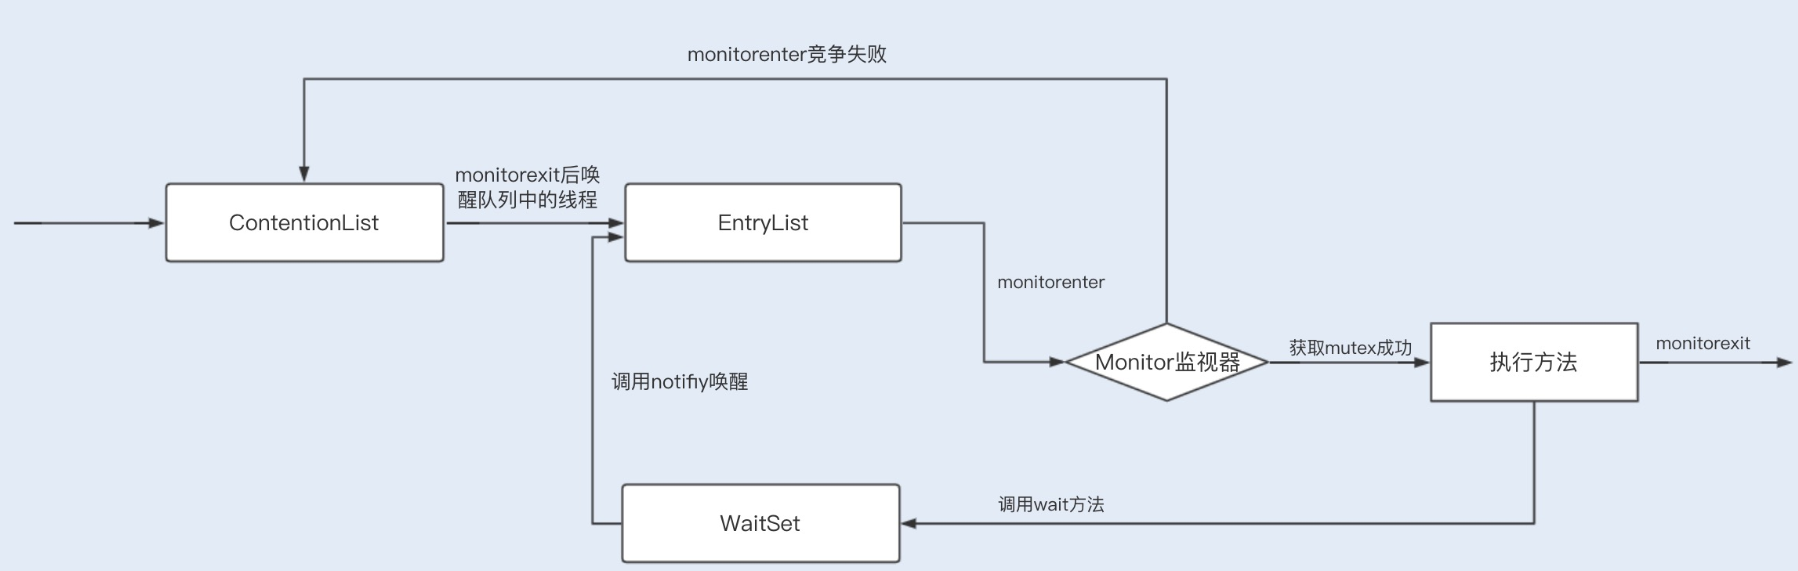 monitorenter竞争失败
monitorexit后唤
醒队列中的线程
ContentionList
EntryList
monitorenter
Monitor监视器
获取mutex成功
执行方法
monitorexit
调用notifiy唤醒
调用wait方法
WaitSet